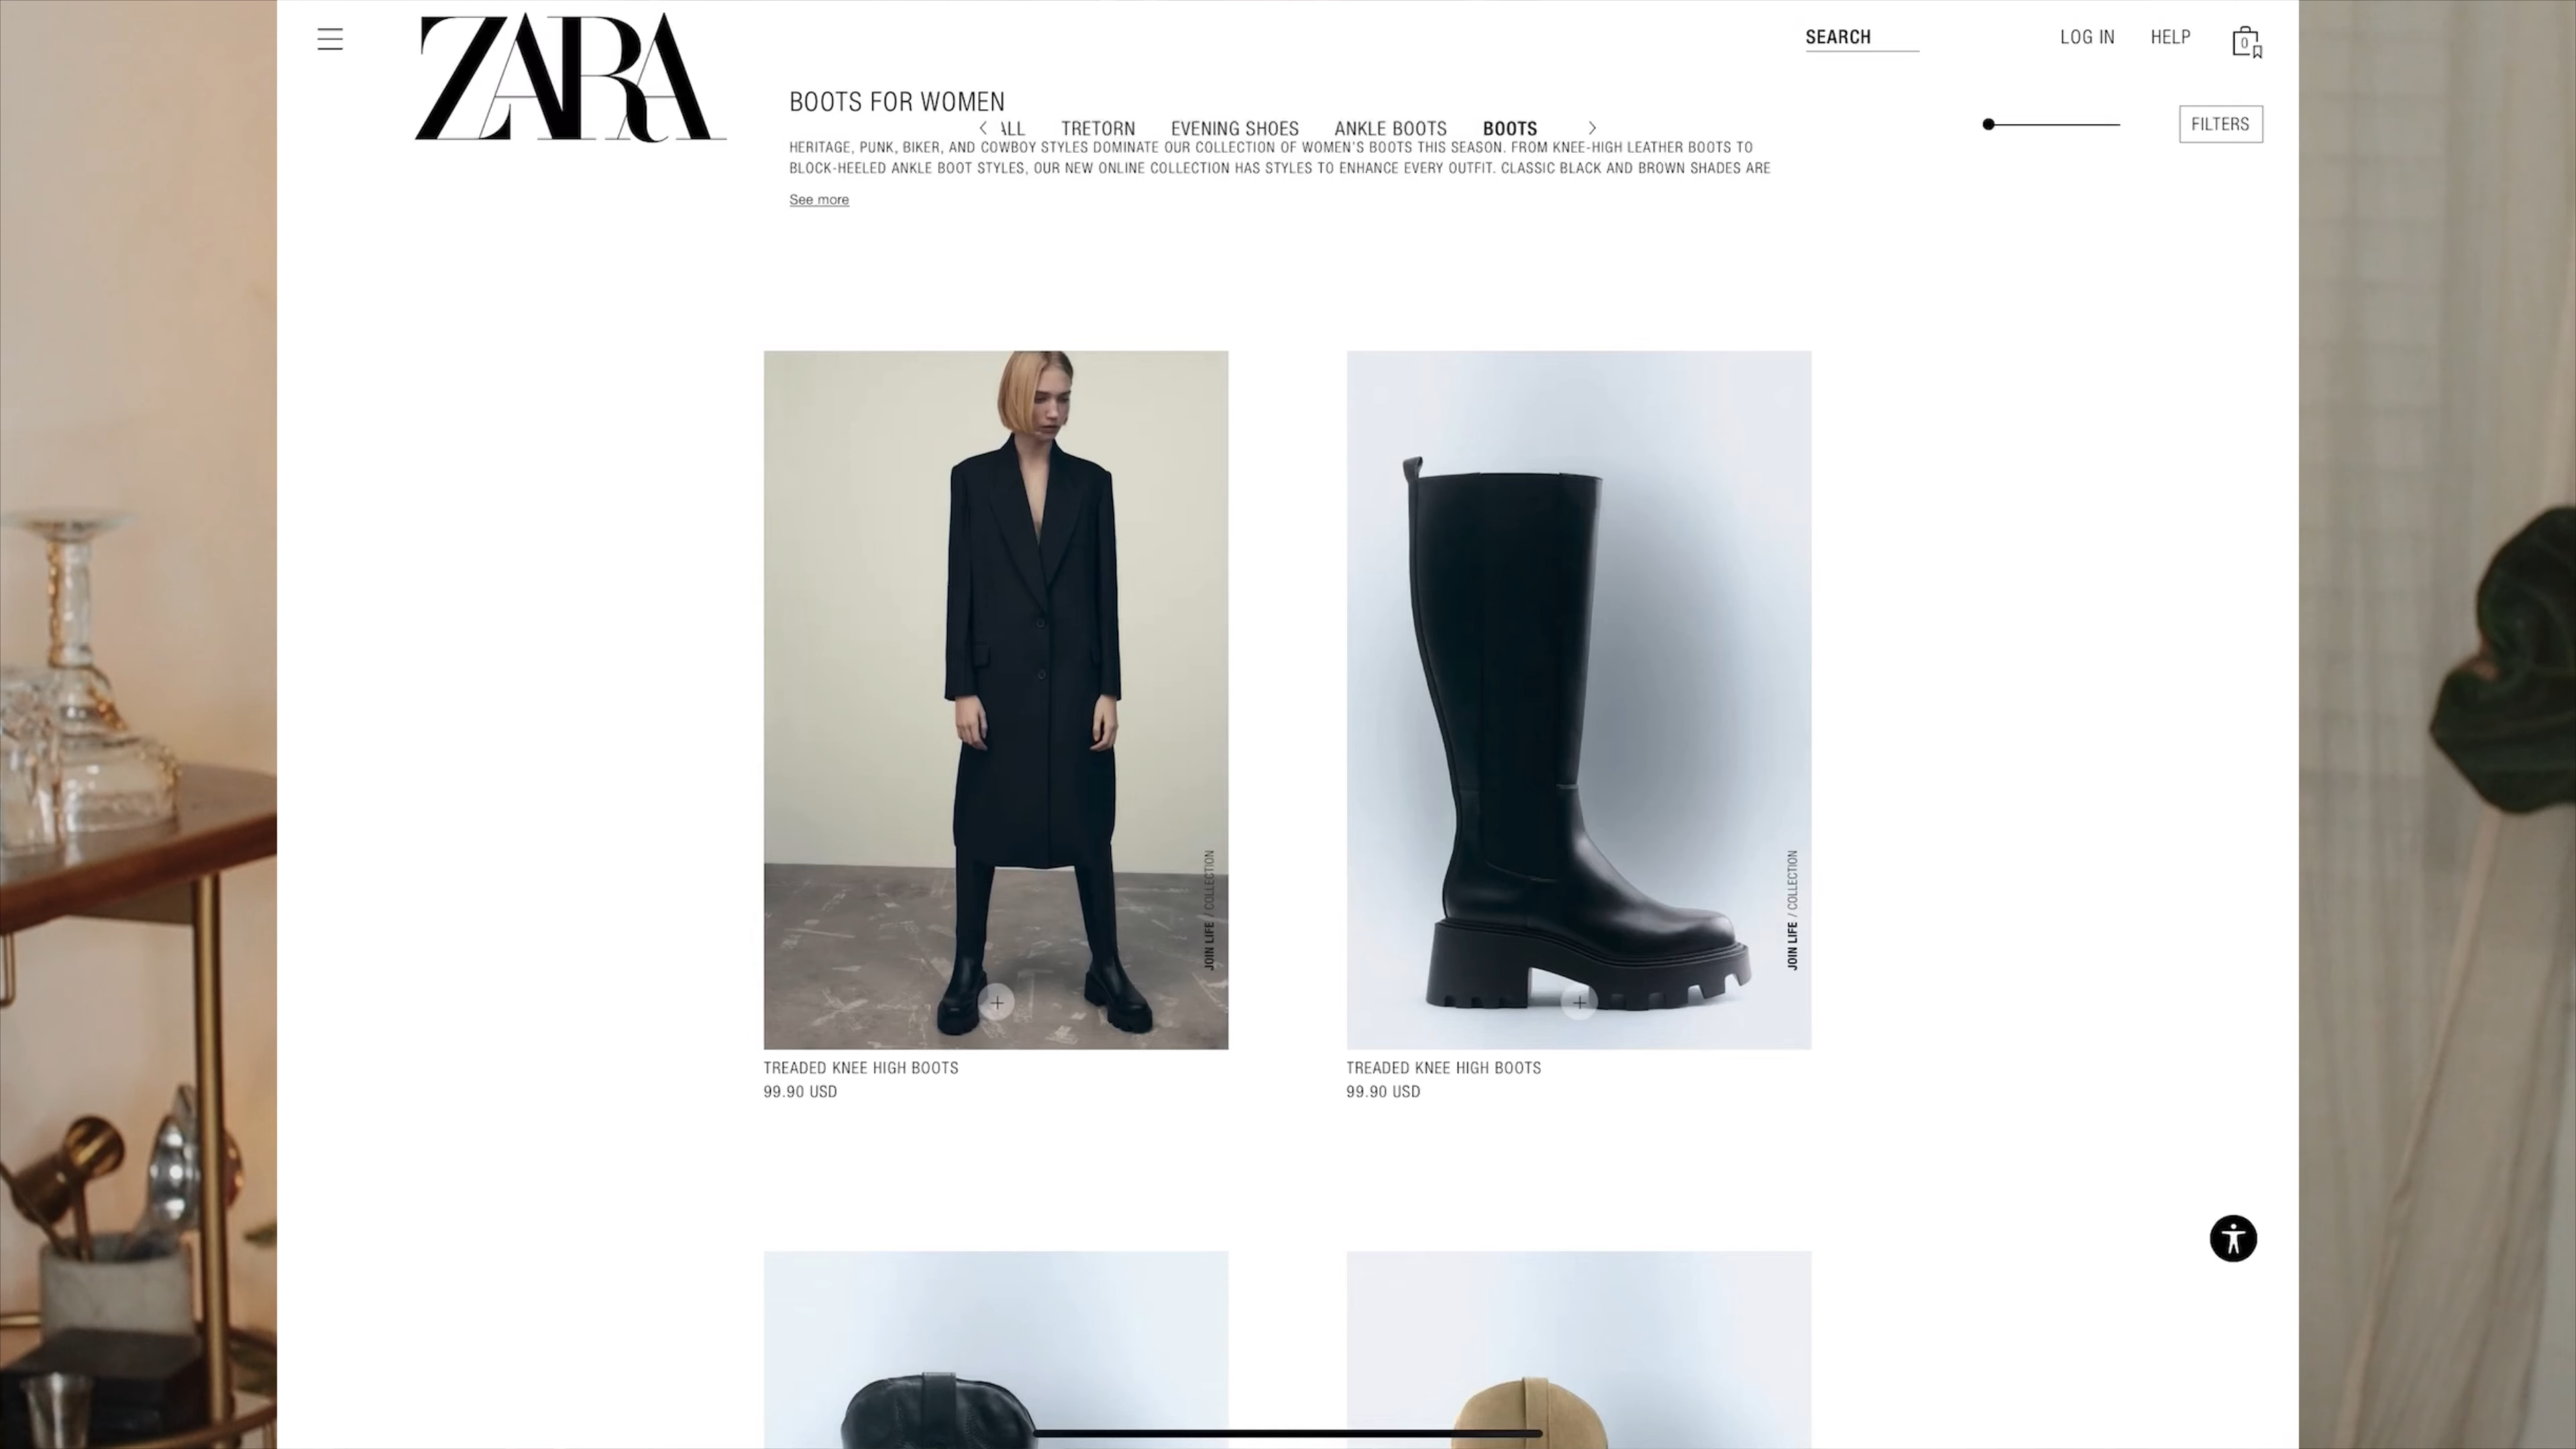 ZARA
SEARCH
LOG IN
HELP
0
BOOTS FOR WOMEN
ALL TRETORN EVENING SHOES ANKLE BOOTS BOOTS
FILTERS
HERITAGE, PUNK, BIKER, AND COWBOY STYLES DOMINATE OUR COLLECTION OF WOMEN'S BOOTS THIS SEASON. FROM KNEE-HIGH LEATHER BOOTS TO
BLOCK-HEELED ANKLE BOOT STYLES, OUR NEW ONLINE COLLECTION HAS STYLES TO ENHANCE EVERY OUTFIT. CLASSIC BLACK AND BROWN SHADES ARE
See more
JOIN LIFE / COLLECTION
JOIN LIFE / COLLECTION
TREADED KNEE HIGH BOOTS
99.90 USD
TREADED KNEE HIGH BOOTS
99.90 USD